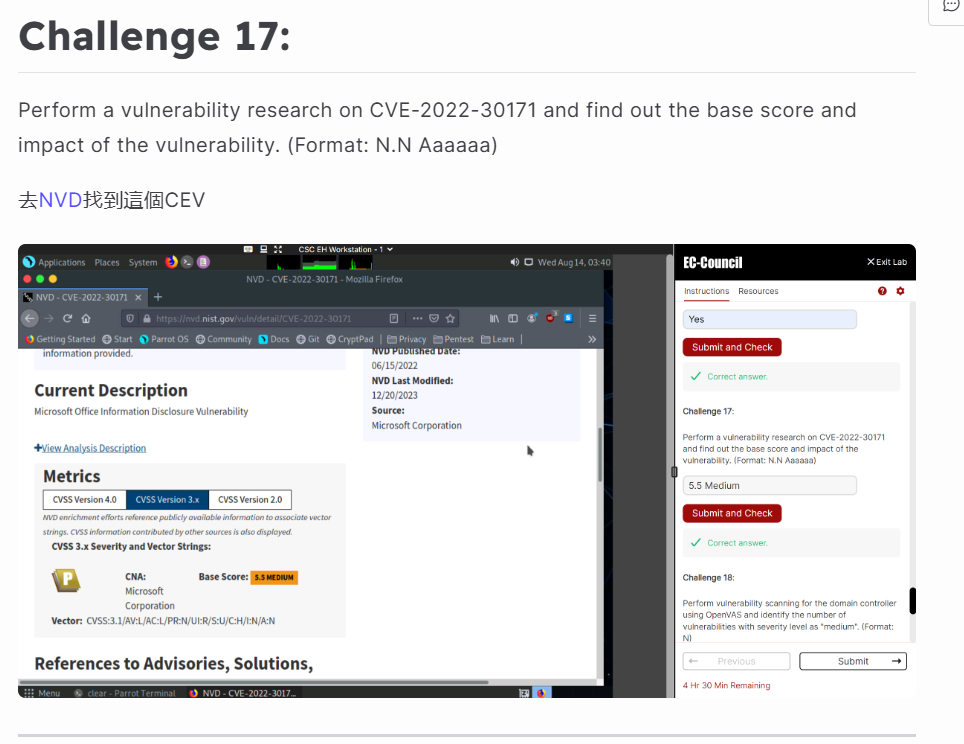 Challenge 17:
Perform a vulnerability research on CVE-2022-30171 and find out the base score and
impact of the vulnerability. (Format: N.N Aaaaaa)
去NVD找到這個CEV
CSC EH Workstation - 1
Applications Places System
Wed Aug 14, 03:40
NVD - CVE-2022-30171 - Mozilla Firefox
NVD - CVE-2022-30171
https://nvd.nist.gov/vuln/detail/CVE-2022-30171
Getting Started Start Parrot OS Community Docs Git CryptPad Privacy Pentest Learn
information provided.
Current Description
Microsoft Office Information Disclosure Vulnerability
View Analysis Description
Metrics
CVSS Version 4.0 CVSS Version 3.x CVSS Version 2.0
NVD enrichment efforts reference publicly available information to associate vector
strings. CVSS information contributed by other sources is also displayed.
CVSS 3.x Severity and Vector Strings:
CNA: Microsoft Corporation
Base Score: 5.5 MEDIUM
Vector: CVSS:3.1/AV:L/AC:L/PR:N/UI:R/S:U/C:H/I:N/A:N
References to Advisories, Solutions,
NVD Published Date:
06/15/2022
NVD Last Modified:
12/20/2023
Source:
Microsoft Corporation
Menu clear - Parrot Terminal NVD - CVE-2022-3017...
EC-Council
Exit Lab
Instructions Resources
Yes
Submit and Check
Correct answer.
Challenge 17:
Perform a vulnerability research on CVE-2022-30171
and find out the base score and impact of the
vulnerability. (Format: N.N Aaaaaa)
5.5 Medium
Submit and Check
Correct answer.
Challenge 18:
Perform vulnerability scanning for the domain controller
using OpenVAS and identify the number of
vulnerabilities with severity level as "medium". (Format:
N)
Previous Submit
4 Hr 30 Min Remaining